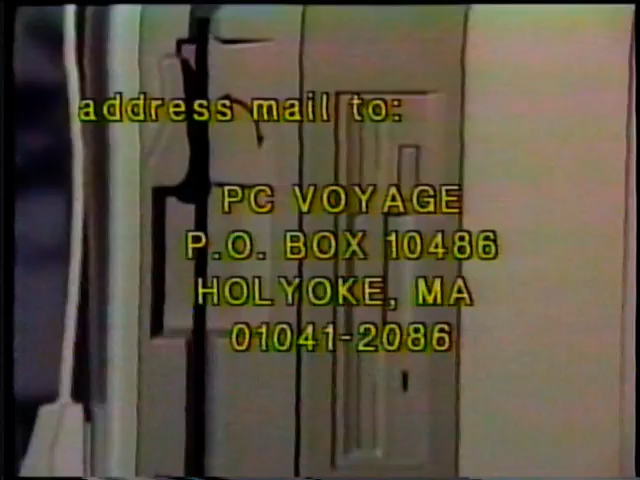 address mail to:
PC VOYAGE
P.O. BOX 10486
HOLYOKE, MA
01041-2086